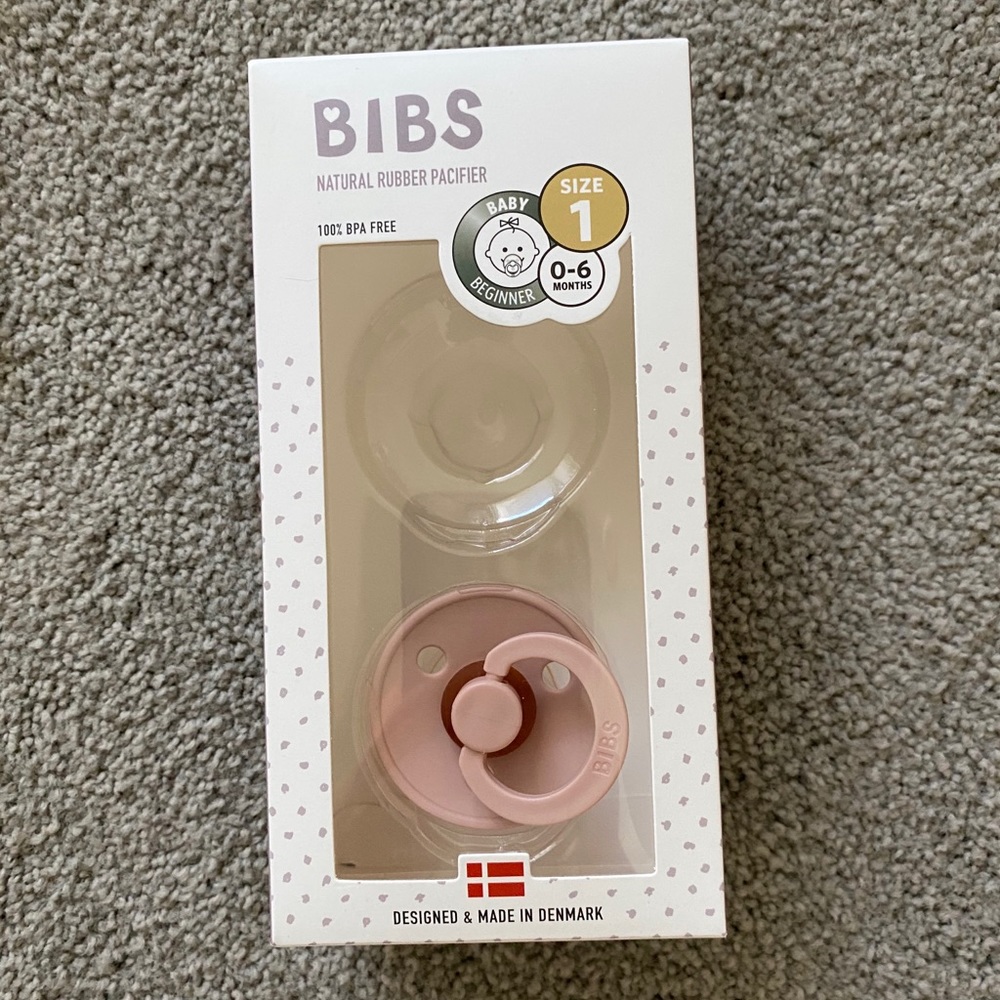 BIBS
NATURAL RUBBER PACIFIER
100% BPA FREE
BABY
BEGINNER
SIZE
1
0-6
MONTHS
BIBS
DESIGNED & MADE IN DENMARK